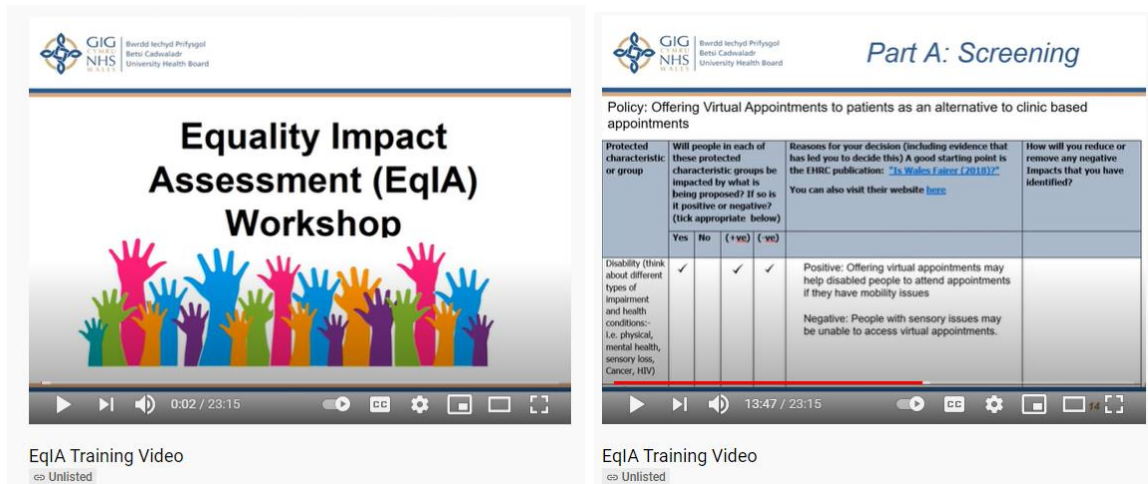 GIG
CYMRU
NHS
WALES
Bwrdd Iechyd Prifysgol
Betsi Cadwaladr
University Health Board
Equality Impact
Assessment (EqIA)
Workshop
0:02 / 23:15
CC
EqIA Training Video
Unlisted
GIG
CYMRU
NHS
WALES
Bwrdd Iechyd Prifysgol
Betsi Cadwaladr
University Health Board
Part A: Screening
Policy: Offering Virtual Appointments to patients as an alternative to clinic based
appointments
Protected
characteristic
or group
Will people in each of
these protected
characteristic groups be
impacted by what is
being proposed? If so is
it positive or negative?
(tick appropriate below)
Reasons for your decision (including evidence that
has led you to decide this) A good starting point is
the EHRC publication: "Is Wales Fairer (2018)?"
You can also visit their website here
How will you reduce or
remove any negative
Impacts that you have
identified?
Yes No (+ve) (-ve)
Disability (think
about different
types of
impairment
and health
conditions:-
i.e. physical,
mental health,
sensory loss,
Cancer, HIV)
✓ ✓ ✓
Positive: Offering virtual appointments may
help disabled people to attend appointments
if they have mobility issues
Negative: People with sensory issues may
be unable to access virtual appointments.
13:47 / 23:15
CC
14
EqIA Training Video
Unlisted